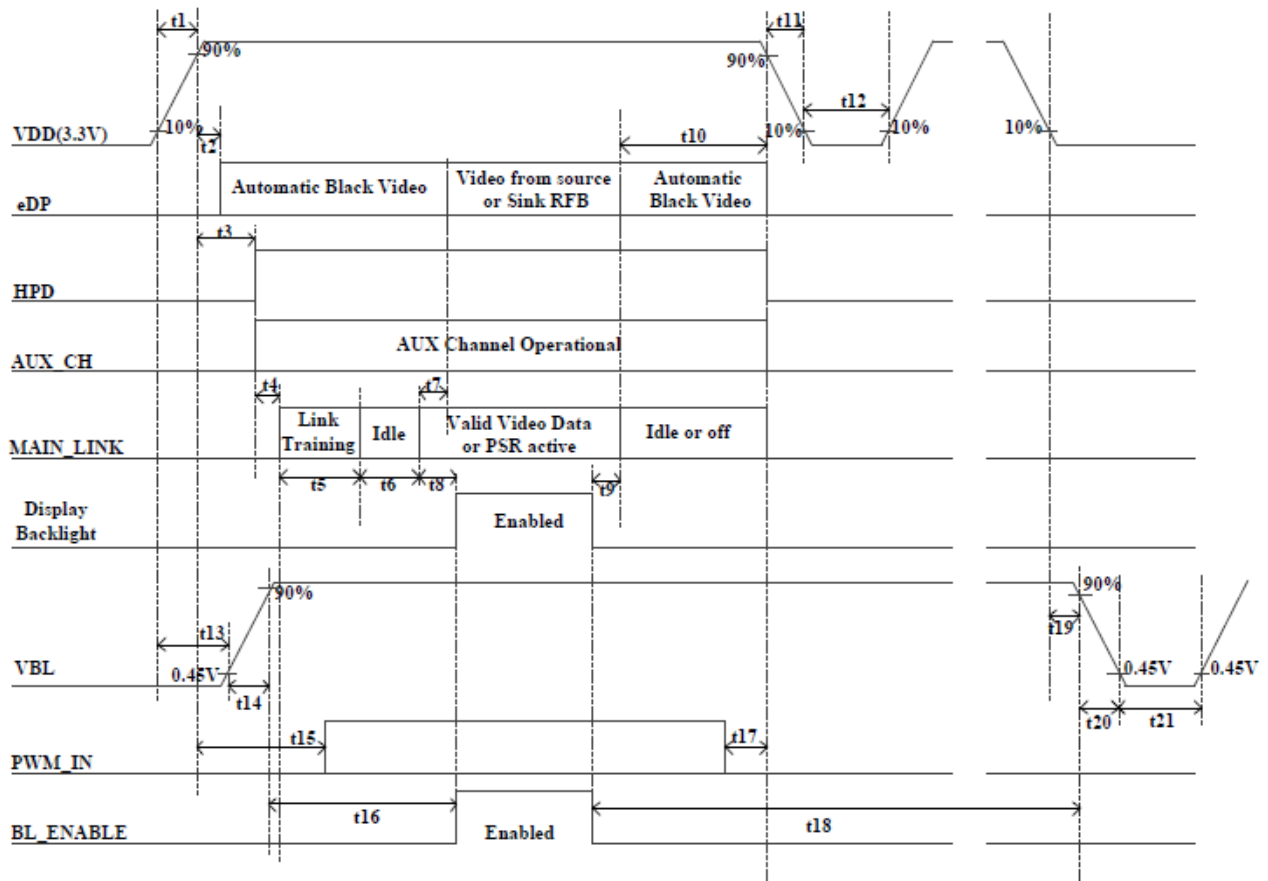 t1
t11
90%
90%
t12
10%
10%
10%
10%
VDD(3.3V)
t2
t10
Automatic Black Video
Video from source
or Sink RFB
Automatic
Black Video
eDP
t3
HPD
AUX Channel Operational
AUX_CH
t4
t7
Link
Training
Idle
Valid Video Data
or PSR active
Idle or off
MAIN_LINK
t5
t6
t8
t9
Display
Backlight
Enabled
90%
90%
t13
t19
VBL
0.45V
0.45V
0.45V
t14
t20
t21
t15
t17
PWM_IN
t16
t18
BL_ENABLE
Enabled